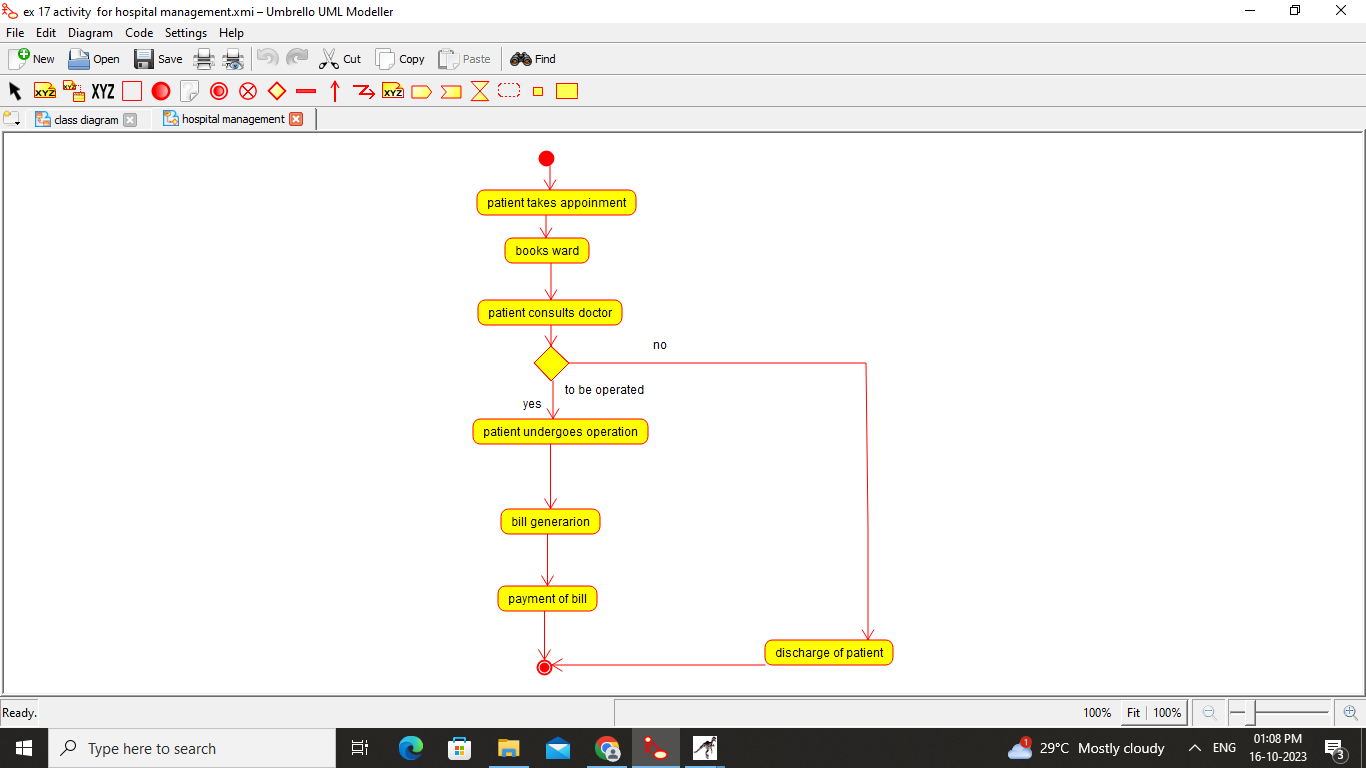 ex 17 activity for hospital management.xmi – Umbrello UML Modeller
File Edit Diagram Code Settings Help
New Open Save Cut Copy Paste Find
XYZ XYZ XYZ XYZ
class diagram hospital management
patient takes appoinment
books ward
patient consults doctor
no
to be operated
yes
patient undergoes operation
bill generarion
payment of bill
discharge of patient
Ready. 100% Fit 100%
Type here to search 1 29°C Mostly cloudy ENG 01:08 PM 16-10-2023 3